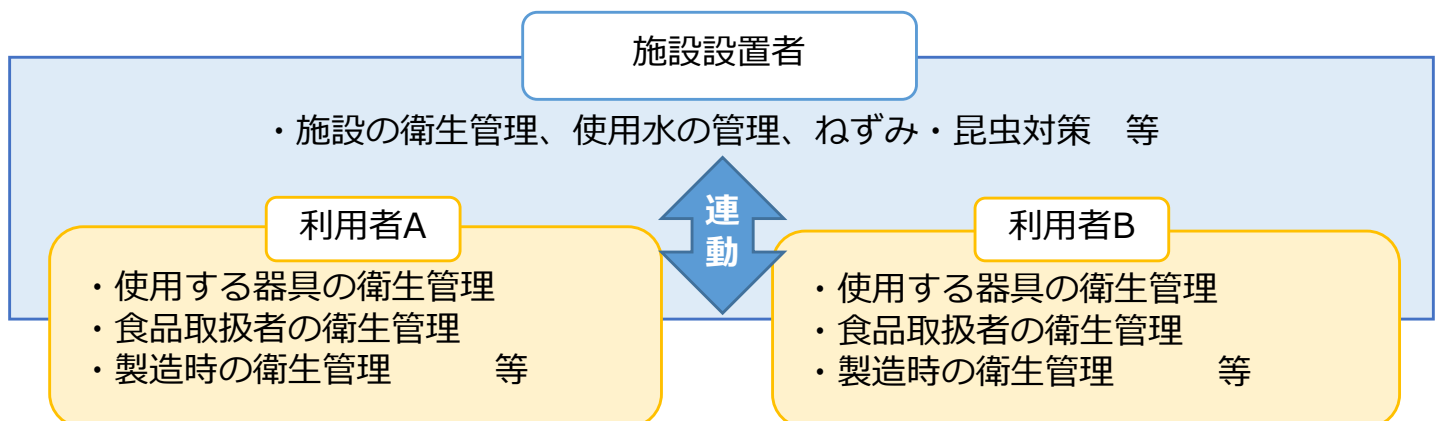 施設設置者
・施設の衛生管理、使用水の管理、ねずみ・昆虫対策　等
連動
利用者A
・使用する器具の衛生管理
・食品取扱者の衛生管理
・製造時の衛生管理　　　等
利用者B
・使用する器具の衛生管理
・食品取扱者の衛生管理
・製造時の衛生管理　　　等